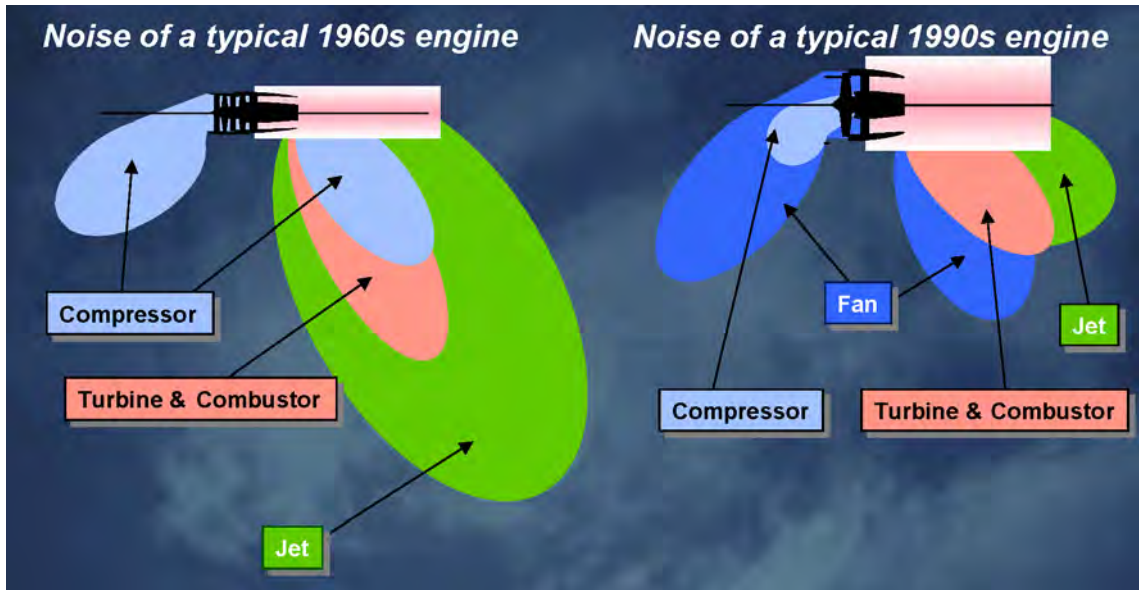 Noise of a typical 1960s engine
Compressor
Turbine & Combustor
Jet
Noise of a typical 1990s engine
Fan
Jet
Compressor
Turbine & Combustor